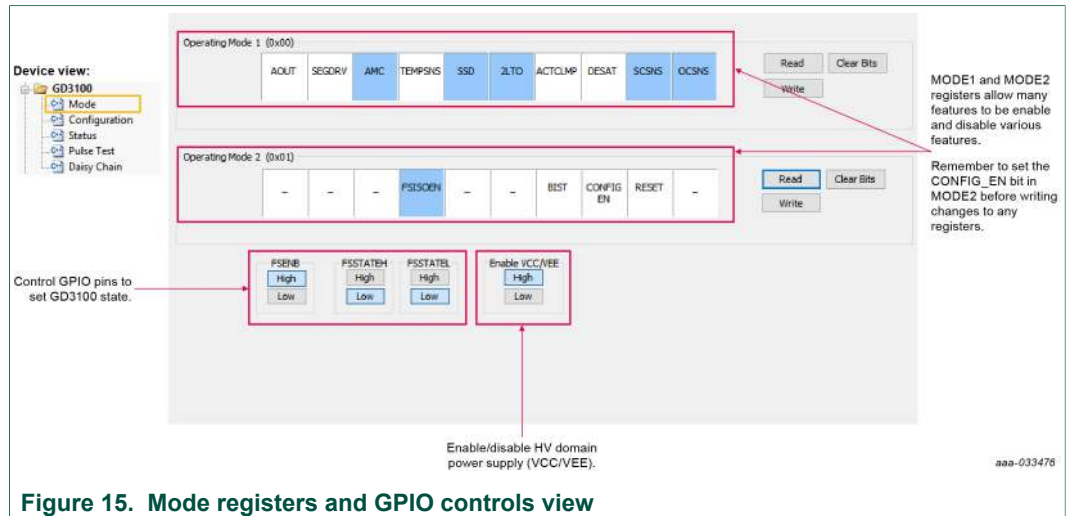 Device view:
GD3100
Mode
Configuration
Status
Pulse Test
Daisy Chain
Operating Mode 1 (0x00)
AOUT SEGDRV AMC TEMPSNS SSD 2LTO ACTCLMP DESAT SCSNS OCSNS
Read Clear Bits
Write
Operating Mode 2 (0x01)
– – – FSISOEN – – BIST CONFIG EN RESET –
Read Clear Bits
Write
MODE1 and MODE2
registers allow many
features to be enable
and disable various
features.
Remember to set the
CONFIG_EN bit in
MODE2 before writing
changes to any
registers.
Control GPIO pins to
set GD3100 state.
FSENB FSSTATEH FSSTATEL Enable VCC/VEE
High High High High
Low Low Low Low
Enable/disable HV domain
power supply (VCC/VEE).
aaa-033476
Figure 15. Mode registers and GPIO controls view